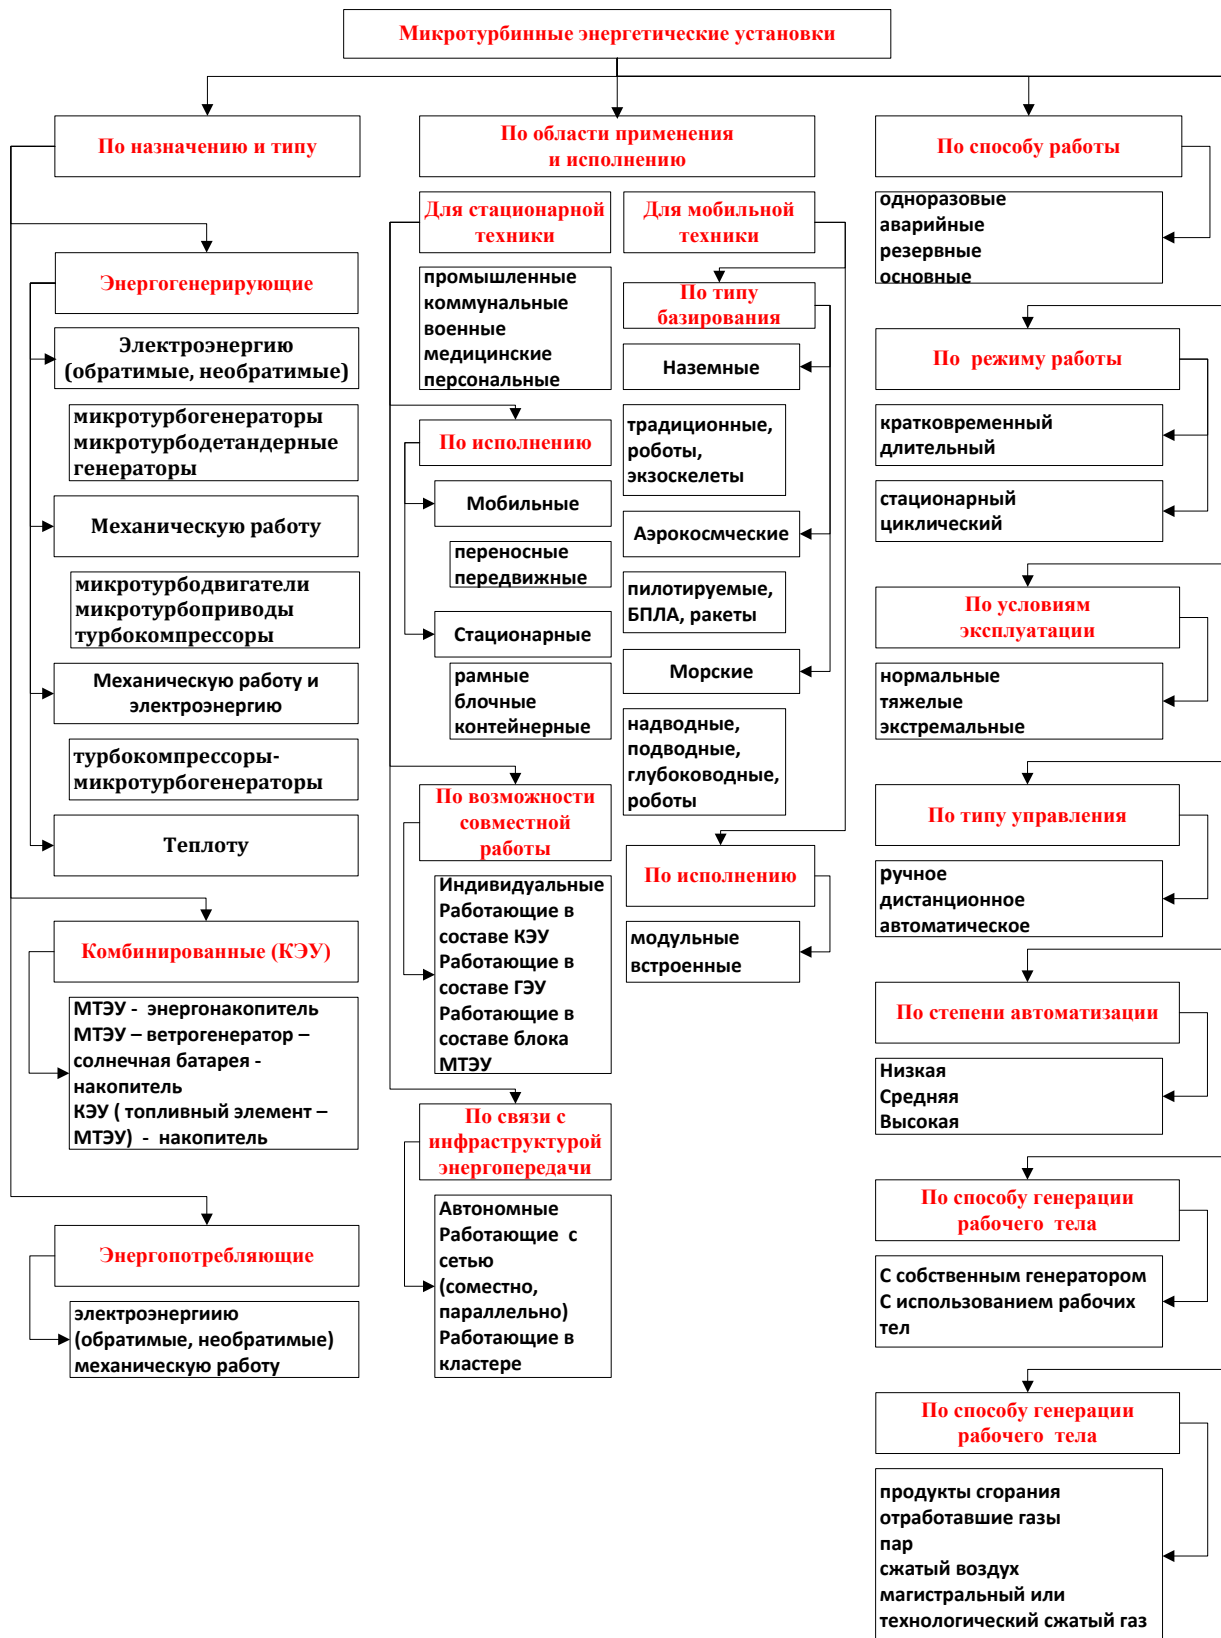 Микротурбинные энергетические установки
По назначению и типу
Энергогенерирующие
Электроэнергию
(обратимые, необратимые)
микротурбогенераторы
микротурбодетандерные
генераторы
Механическую работу
микротурбодвигатели
микротурбоприводы
турбокомпрессоры
Механическую работу и
электроэнергию
турбокомпрессоры-
микротурбогенераторы
Теплоту
Комбинированные (КЭУ)
МТЭУ - энергонакопитель
МТЭУ – ветрогенератор –
солнечная батарея -
накопитель
КЭУ ( топливный элемент –
МТЭУ) - накопитель
Энергопотребляющие
электроэнергиию
(обратимые, необратимые)
механическую работу
По области применения
и исполнению
Для стационарной
техники
промышленные
коммунальные
военные
медицинские
персональные
По исполнению
Мобильные
переносные
передвижные
Стационарные
рамные
блочные
контейнерные
По возможности
совместной
работы
Индивидуальные
Работающие в
составе КЭУ
Работающие в
составе ГЭУ
Работающие в
составе блока
МТЭУ
По связи с
инфраструктурой
энергопередачи
Автономные
Работающие с
сетью
(соместно,
параллельно)
Работающие в
кластере
Для мобильной
техники
По типу
базирования
Наземные
традиционные,
роботы,
экзоскелеты
Аэрокосмческие
пилотируемые,
БПЛА, ракеты
Морские
надводные,
подводные,
глубоководные,
роботы
По исполнению
модульные
встроенные
По способу работы
одноразовые
аварийные
резервные
основные
По режиму работы
кратковременный
длительный
стационарный
циклический
По условиям
эксплуатации
нормальные
тяжелые
экстремальные
По типу управления
ручное
дистанционное
автоматическое
По степени автоматизации
Низкая
Средняя
Высокая
По способу генерации
рабочего тела
С собственным генератором
С использованием рабочих
тел
По способу генерации
рабочего тела
продукты сгорания
отработавшие газы
пар
сжатый воздух
магистральный или
технологический сжатый газ